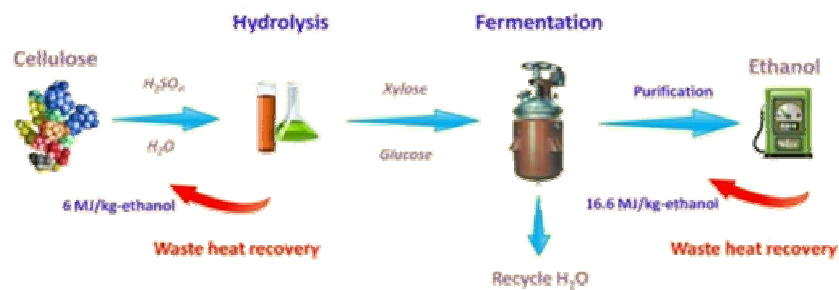 Hydrolysis
Fermentation
Cellulose
Ethanol
H₂SO₄
H₂O
Xylose
Glucose
Purification
6 MJ/kg-ethanol
16.6 MJ/kg-ethanol
Waste heat recovery
Waste heat recovery
Recycle H₂O